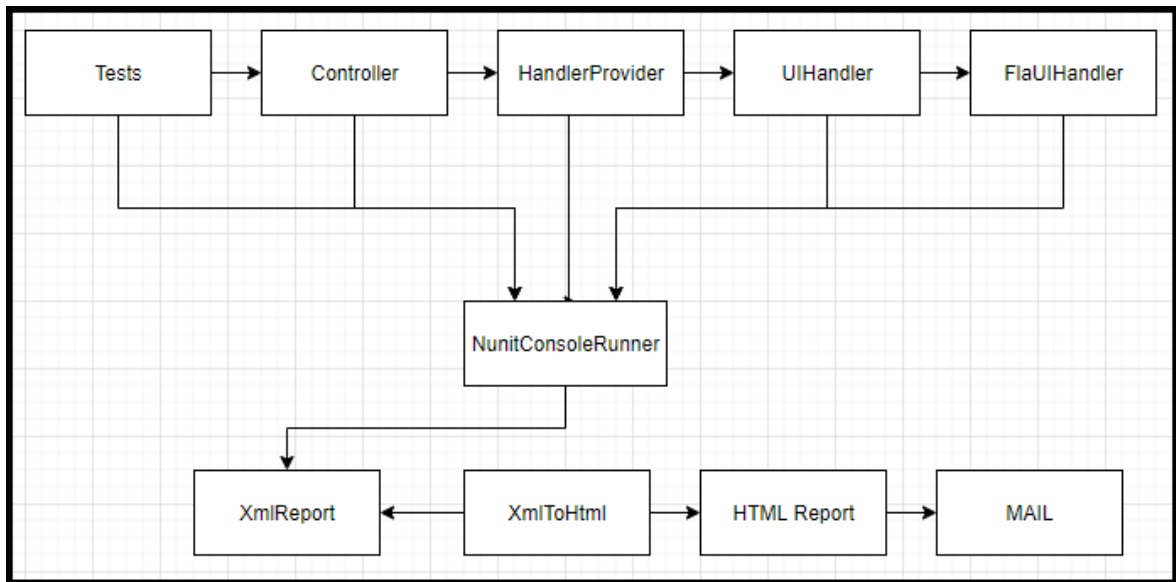 Tests
Controller
HandlerProvider
UIHandler
FlaUIHandler
NunitConsoleRunner
XmlReport
XmlToHtml
HTML Report
MAIL